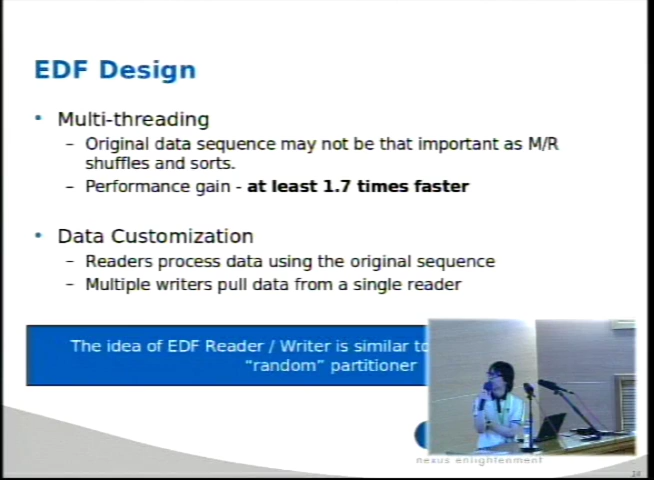 EDF Design
• Multi-threading
– Original data sequence may not be that important as M/R
shuffles and sorts.
– Performance gain - at least 1.7 times faster
• Data Customization
– Readers process data using the original sequence
– Multiple writers pull data from a single reader
The idea of EDF Reader / Writer is similar to
“random” partitioner
nexus enlightenment